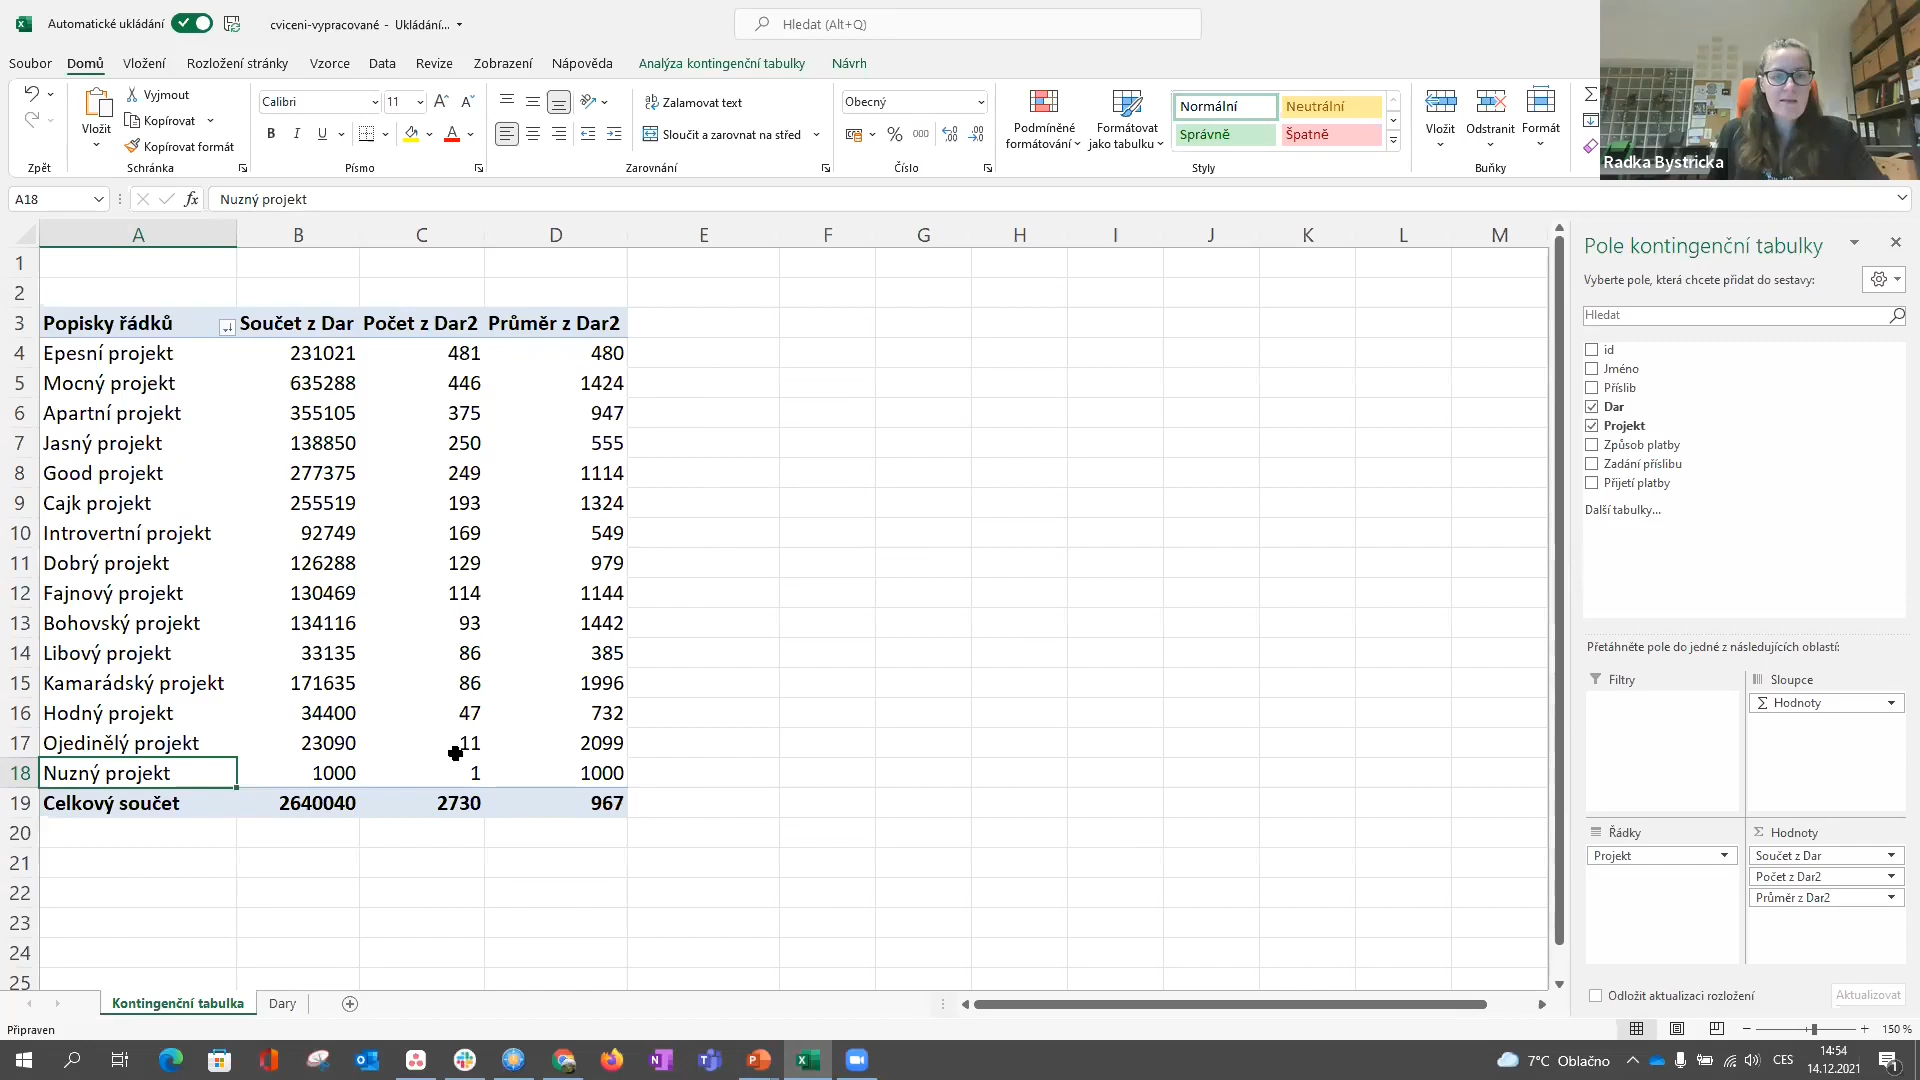 Automatické ukládání
cviceni-vypracované - Ukládání...
Hledat (Alt+Q)
Soubor Domů Vložení Rozložení stránky Vzorce Data Revize Zobrazení Nápověda Analýza kontingenční tabulky Návrh
Vložit
Vyjmout
Kopírovat
Kopírovat formát
Calibri 11
B I U
Zalamovat text
Sloučit a zarovnat na střed
Obecný
% 000
Podmíněné formátování
Formátovat jako tabulku
Normální Neutrální
Správně Špatně
Vložit Odstranit Formát
Zpět Schránka Písmo Zarovnání Číslo Styly Buňky
Radka Bystricka
A18 fx Nuzný projekt
A B C D E F G H I J K L M
1
2
3 Popisky řádků Součet z Dar Počet z Dar2 Průměr z Dar2
4 Epesní projekt 231021 481 480
5 Mocný projekt 635288 446 1424
6 Apartní projekt 355105 375 947
7 Jasný projekt 138850 250 555
8 Good projekt 277375 249 1114
9 Cajk projekt 255519 193 1324
10 Introvertní projekt 92749 169 549
11 Dobrý projekt 126288 129 979
12 Fajnový projekt 130469 114 1144
13 Bohovský projekt 134116 93 1442
14 Libový projekt 33135 86 385
15 Kamarádský projekt 171635 86 1996
16 Hodný projekt 34400 47 732
17 Ojedinělý projekt 23090 11 2099
18 Nuzný projekt 1000 1 1000
19 Celkový součet 2640040 2730 967
20
21
22
23
24
25
Pole kontingenční tabulky
Vyberte pole, která chcete přidat do sestavy:
Hledat
id
Jméno
Příslib
Dar
Projekt
Způsob platby
Zadání příslibu
Přijetí platby
Další tabulky...
Přetáhněte pole do jedné z následujících oblastí:
Filtry
Sloupce
Hodnoty
Řádky
Projekt
Hodnoty
Součet z Dar
Počet z Dar2
Průměr z Dar2
Odložit aktualizaci rozložení Aktualizovat
Kontingenční tabulka Dary
Připraven
150 %
7°C Oblačno
CES
14:54
14.12.2021